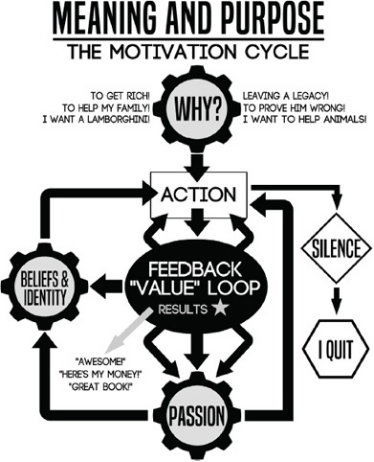 MEANING AND PURPOSE
THE MOTIVATION CYCLE
TO GET RICH!
TO HELP MY FAMILY!
I WANT A LAMBORGHINI!
WHY?
LEAVING A LEGACY!
TO PROVE HIM WRONG!
I WANT TO HELP ANIMALS!
ACTION
SILENCE
I QUIT
FEEDBACK
"VALUE" LOOP
RESULTS
BELIEFS &
IDENTITY
"AWESOME!"
"HERE'S MY MONEY!"
"GREAT BOOK!"
PASSION